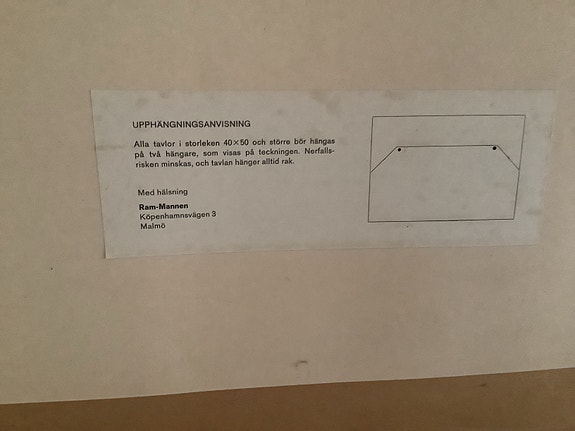 UPPHÄNGNINGSANVISNING
Alla tavlor i storleken 40×50 och större bör hängas
på två hängare, som visas på teckningen. Nerfalls-
risken minskas, och tavlan hänger alltid rak.
Med hälsning
Ram-Mannen
Köpenhamnsvägen 3
Malmö